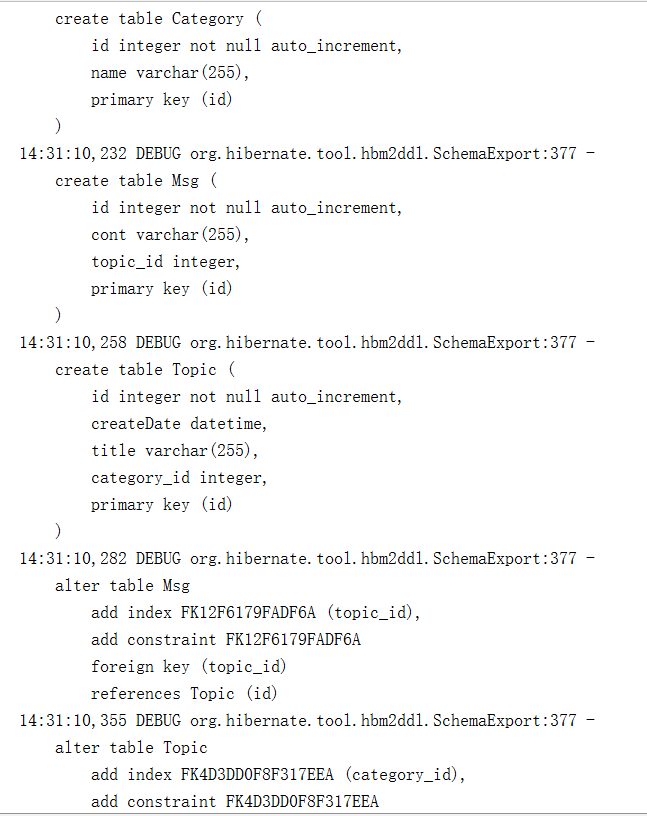 create table Category (
id integer not null auto_increment,
name varchar(255),
primary key (id)
)
14:31:10,232 DEBUG org.hibernate.tool.hbm2ddl.SchemaExport:377 -
create table Msg (
id integer not null auto_increment,
cont varchar(255),
topic_id integer,
primary key (id)
)
14:31:10,258 DEBUG org.hibernate.tool.hbm2ddl.SchemaExport:377 -
create table Topic (
id integer not null auto_increment,
createDate datetime,
title varchar(255),
category_id integer,
primary key (id)
)
14:31:10,282 DEBUG org.hibernate.tool.hbm2ddl.SchemaExport:377 -
alter table Msg
add index FK12F6179FADF6A (topic_id),
add constraint FK12F6179FADF6A
foreign key (topic_id)
references Topic (id)
14:31:10,355 DEBUG org.hibernate.tool.hbm2ddl.SchemaExport:377 -
alter table Topic
add index FK4D3DD0F8F317EEA (category_id),
add constraint FK4D3DD0F8F317EEA